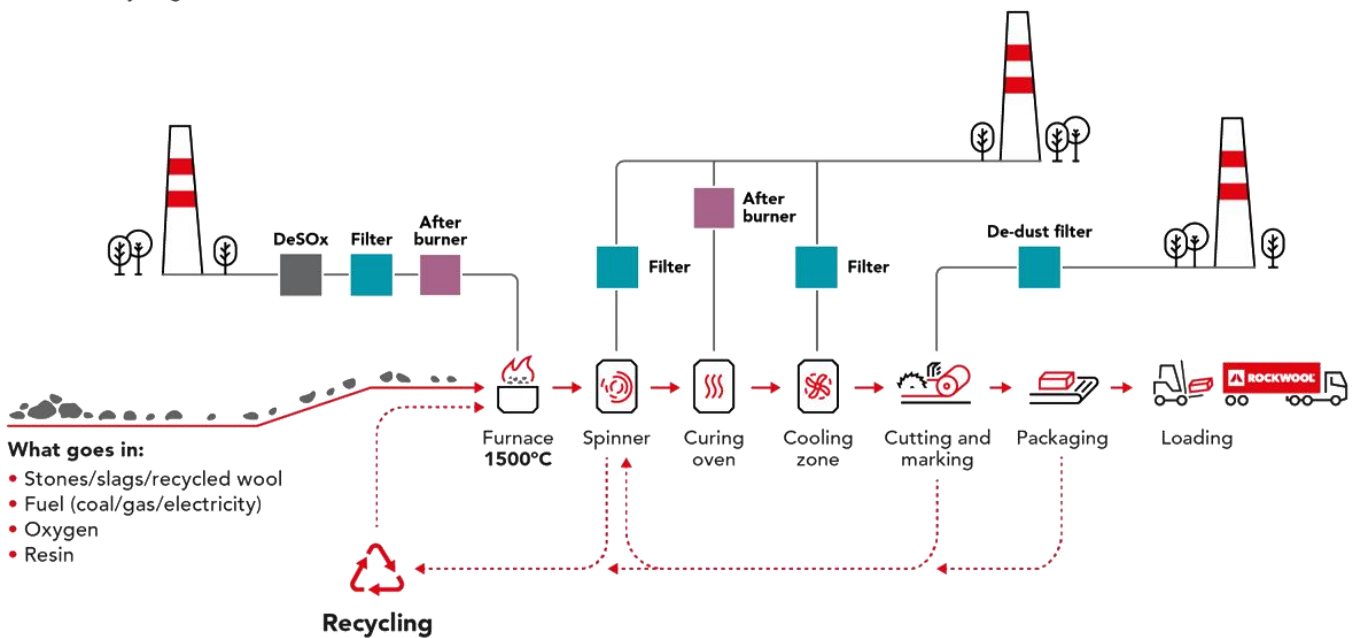 DeSOx
Filter
After
burner
Filter
After
burner
Filter
De-dust filter
ROCKWOOL
What goes in:
• Stones/slags/recycled wool
• Fuel (coal/gas/electricity)
• Oxygen
• Resin
Furnace
1500°C
Spinner
Curing
oven
Cooling
zone
Cutting and
marking
Packaging
Loading
Recycling